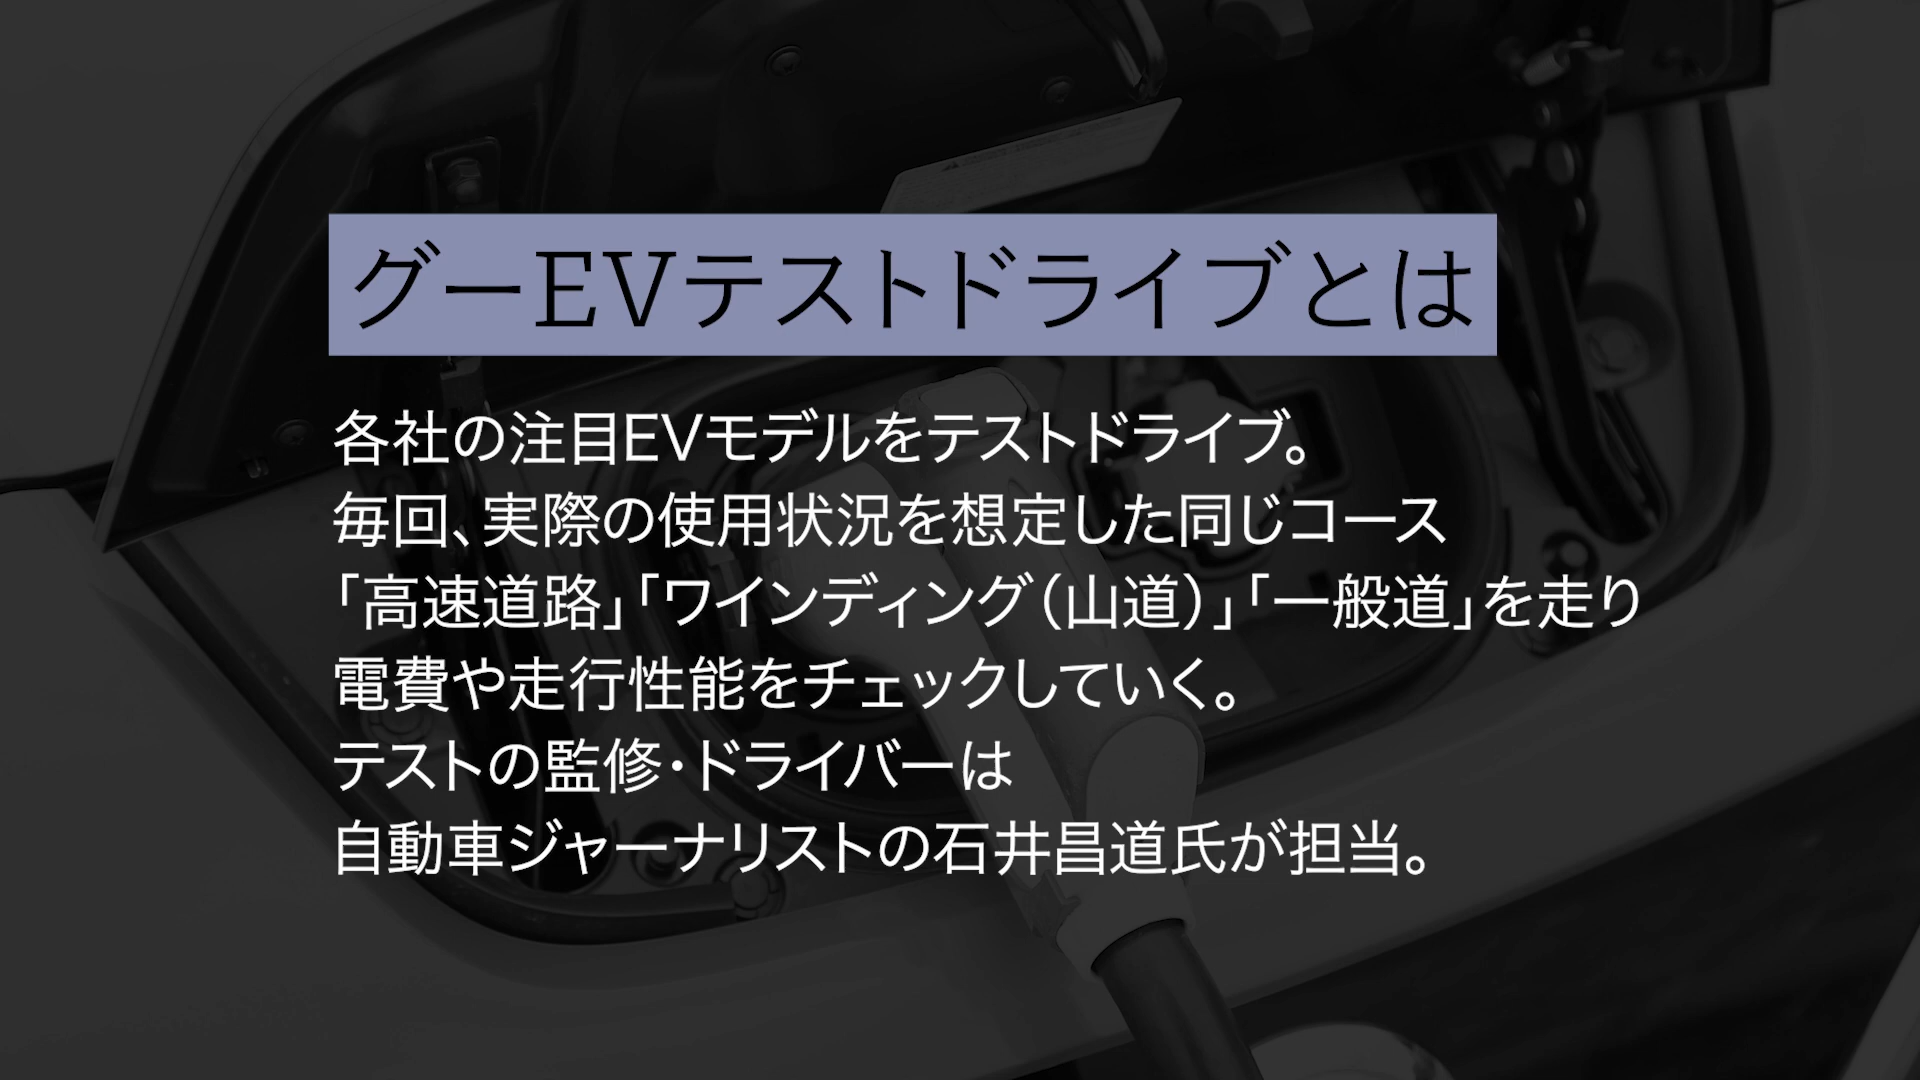 グーEVテストドライブとは
各社の注目EVモデルをテストドライブ。
毎回、実際の使用状況を想定した同じコース
「高速道路」「ワインディング（山道）」「一般道」を走り
電費や走行性能をチェックしていく。
テストの監修・ドライバーは
自動車ジャーナリストの石井昌道氏が担当。